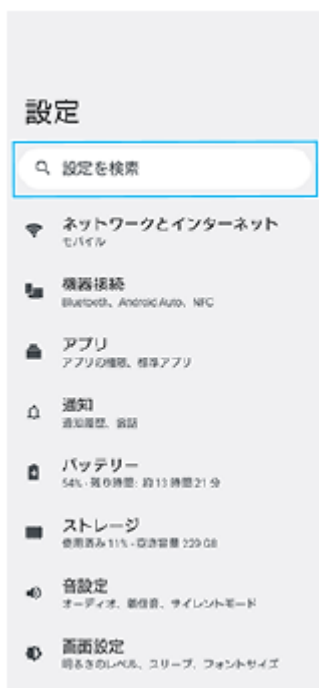 設定
設定を検索
ネットワークとインターネット
モバイル
機器接続
Bluetooth、Android Auto、NFC
アプリ
アプリの権限、標準アプリ
通知
通知履歴、会話
バッテリー
54% - 残り時間: 約 13 時間 21 分
ストレージ
使用済み 11% - 空き容量 229 GB
音設定
オーディオ、着信音、サイレントモード
画面設定
明るさのレベル、スリープ、フォントサイズ